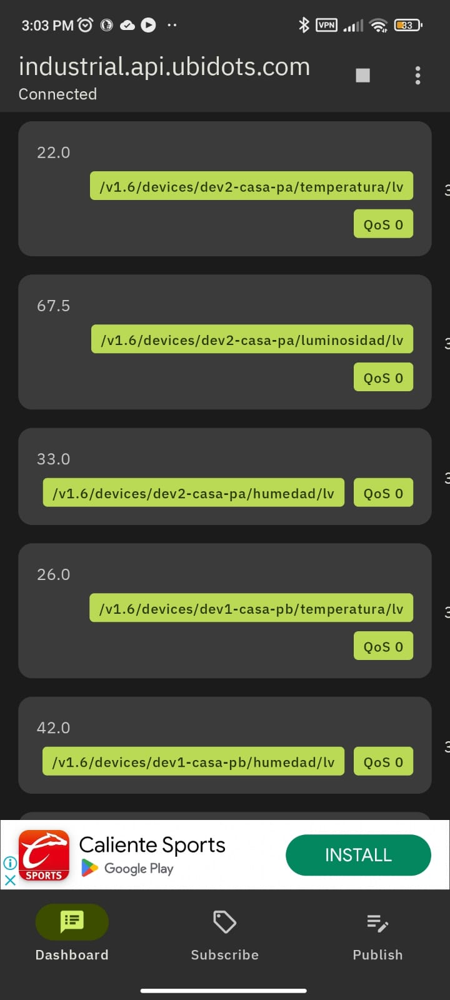 3:03 PM
VPN
33
industrial.api.ubidots.com
Connected
22.0
/v1.6/devices/dev2-casa-pa/temperatura/lv
QoS 0
67.5
/v1.6/devices/dev2-casa-pa/luminosidad/lv
QoS 0
33.0
/v1.6/devices/dev2-casa-pa/humedad/lv QoS 0
26.0
/v1.6/devices/dev1-casa-pb/temperatura/lv
QoS 0
42.0
/v1.6/devices/dev1-casa-pb/humedad/lv QoS 0
SPORTS
Caliente Sports
Google Play
INSTALL
Dashboard Subscribe Publish